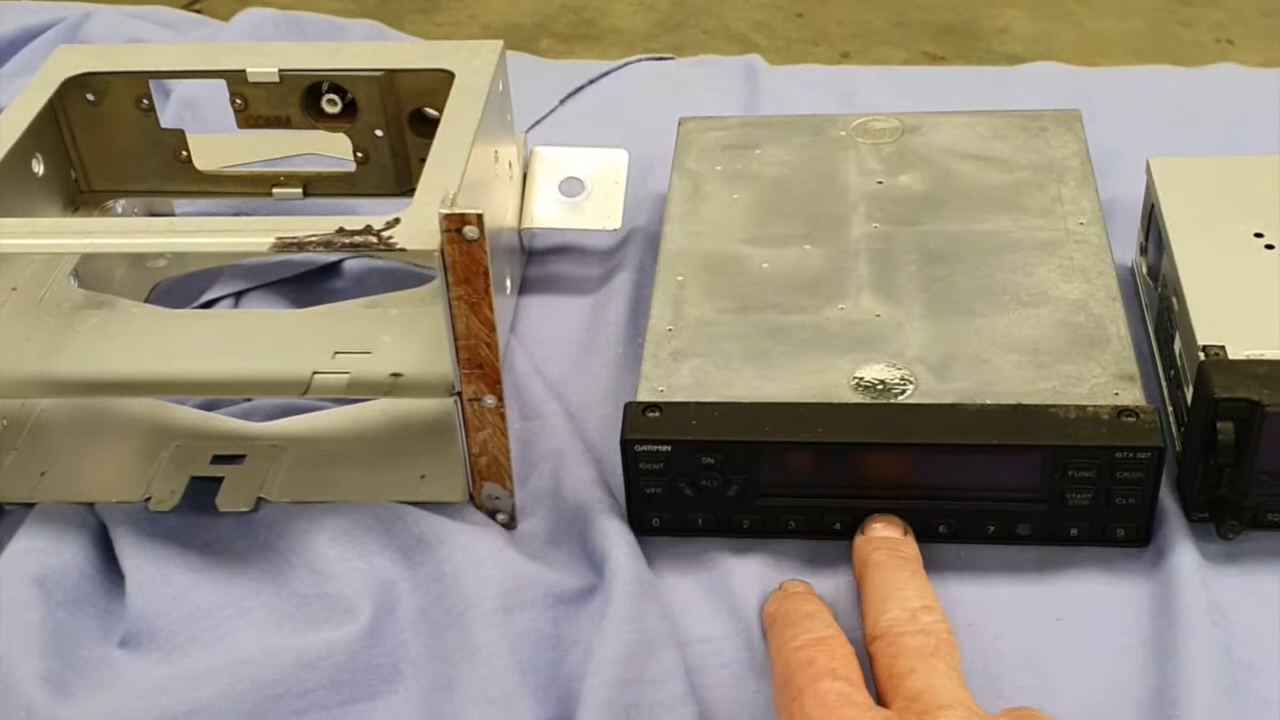 GARMIN
GTX 327
IDENT
ON
FUNC
CRSR
VFR
ALT
START
STOP
CLR
0 1 2 3 4 6 7 8 9